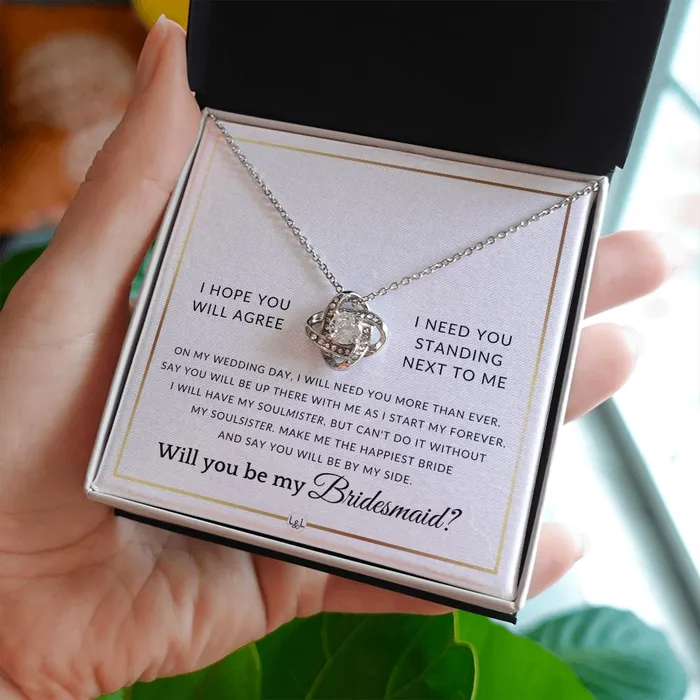 I HOPE YOU
WILL AGREE
I NEED YOU
STANDING
NEXT TO ME
ON MY WEDDING DAY, I WILL NEED YOU MORE THAN EVER.
SAY YOU WILL BE UP THERE WITH ME AS I START MY FOREVER.
I WILL HAVE MY SOULMISTER, BUT CAN'T DO IT WITHOUT
MY SOULSISTER. MAKE ME THE HAPPIEST BRIDE
AND SAY YOU WILL BE BY MY SIDE.
Will you be my Bridesmaid?
L&L